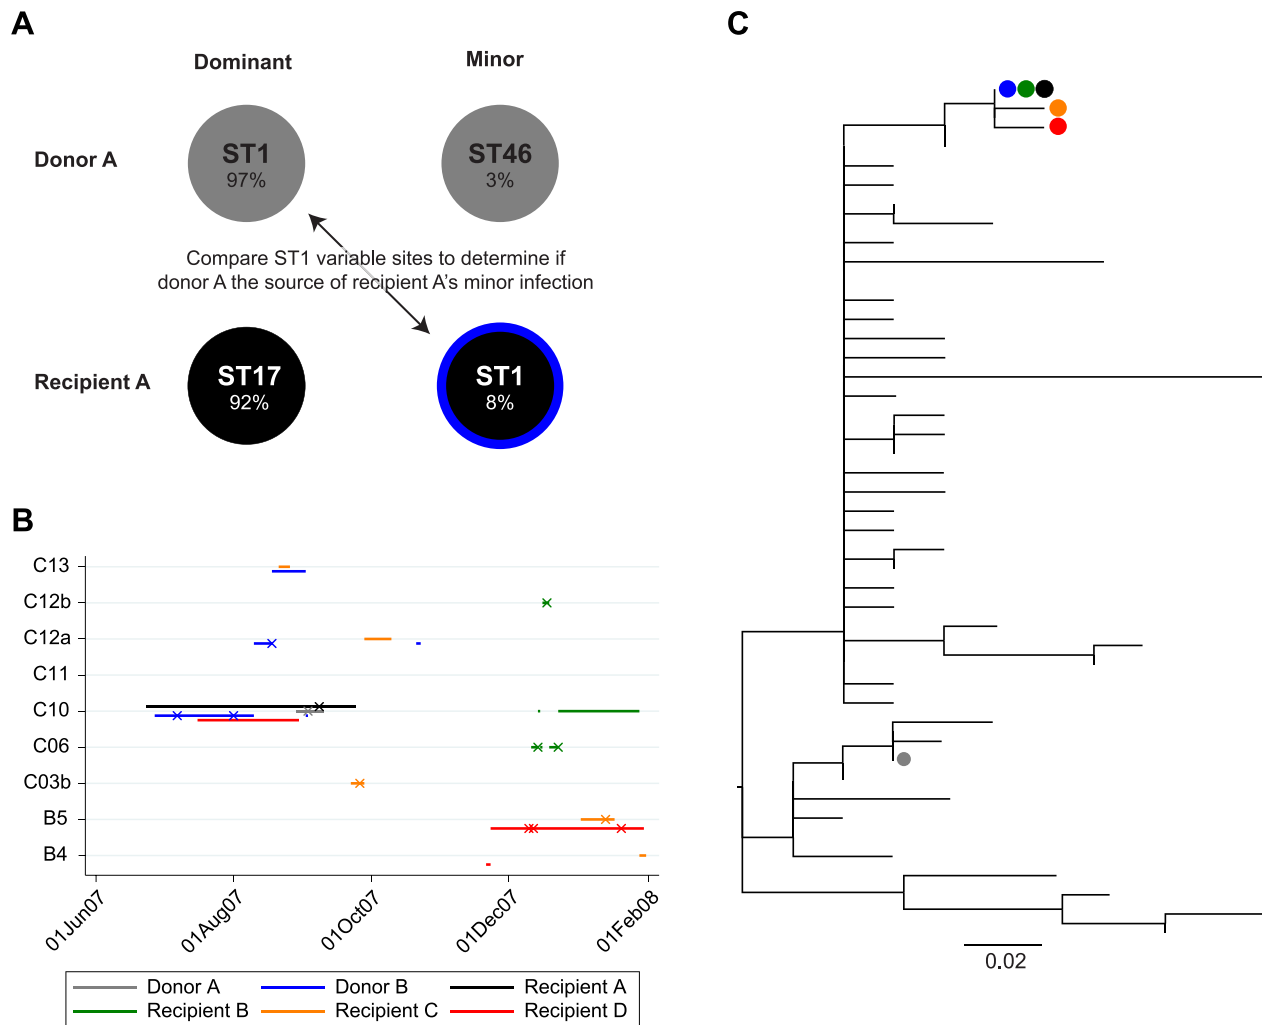 A
Dominant
Minor
Donor A
ST1
97%
ST46
3%
Compare ST1 variable sites to determine if
donor A the source of recipient A's minor infection
Recipient A
ST17
92%
ST1
8%
B
C13
C12b
C12a
C11
C10
C06
C03b
B5
B4
01Jun07
01Aug07
01Oct07
01Dec07
01Feb08
Donor A
Donor B
Recipient A
Recipient B
Recipient C
Recipient D
C
0.02